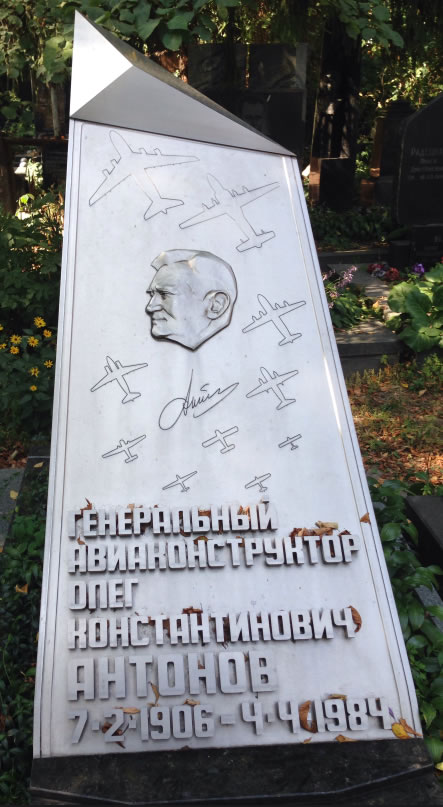 ГЕНЕРАЛЬНЫЙ
АВИАКОНСТРУКТОР
ОЛЕГ
КОНСТАНТИНОВИЧ
АНТОНОВ
7·2·1906 – 4·4·1984